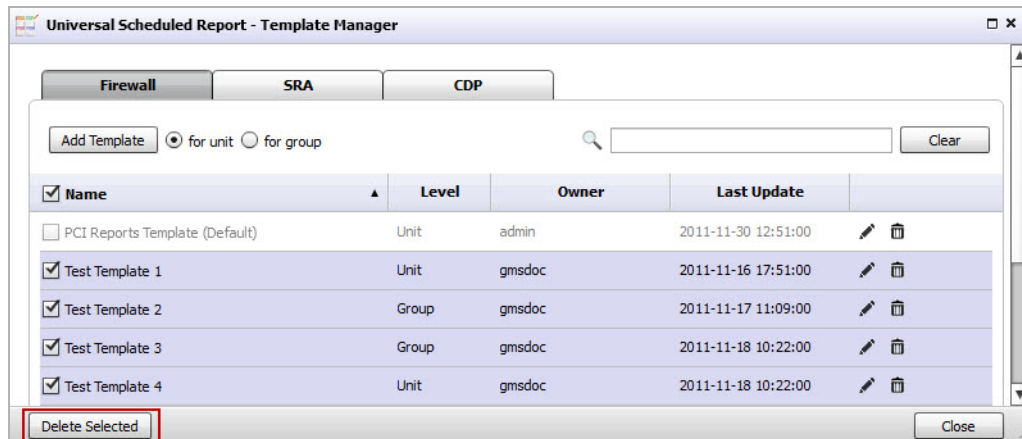 Universal Scheduled Report - Template Manager
Firewall SRA CDP
Add Template for unit for group Clear
Name Level Owner Last Update
PCI Reports Template (Default) Unit admin 2011-11-30 12:51:00
Test Template 1 Unit gmsdoc 2011-11-16 17:51:00
Test Template 2 Group gmsdoc 2011-11-17 11:09:00
Test Template 3 Group gmsdoc 2011-11-18 10:22:00
Test Template 4 Unit gmsdoc 2011-11-18 10:22:00
Delete Selected Close